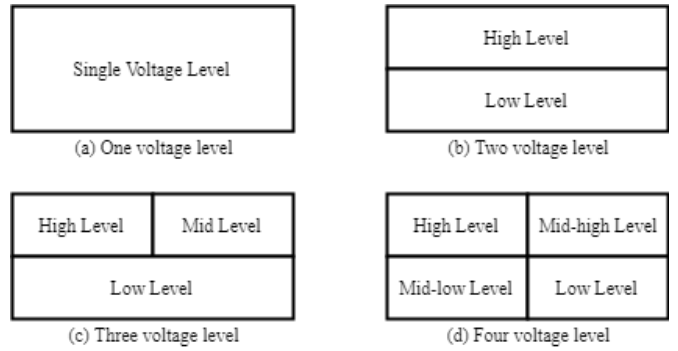 Single Voltage Level
(a) One voltage level
High Level
Low Level
(b) Two voltage level
High Level
Mid Level
Low Level
(c) Three voltage level
High Level
Mid-high Level
Mid-low Level
Low Level
(d) Four voltage level